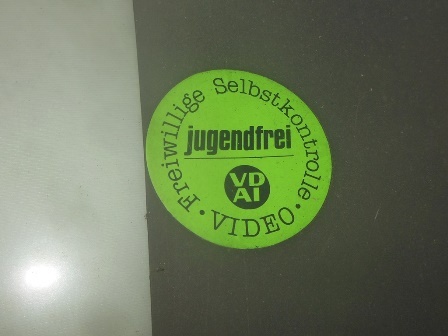 Freiwillige Selbstkontrolle
jugendfrei
VD
AI
• VIDEO •